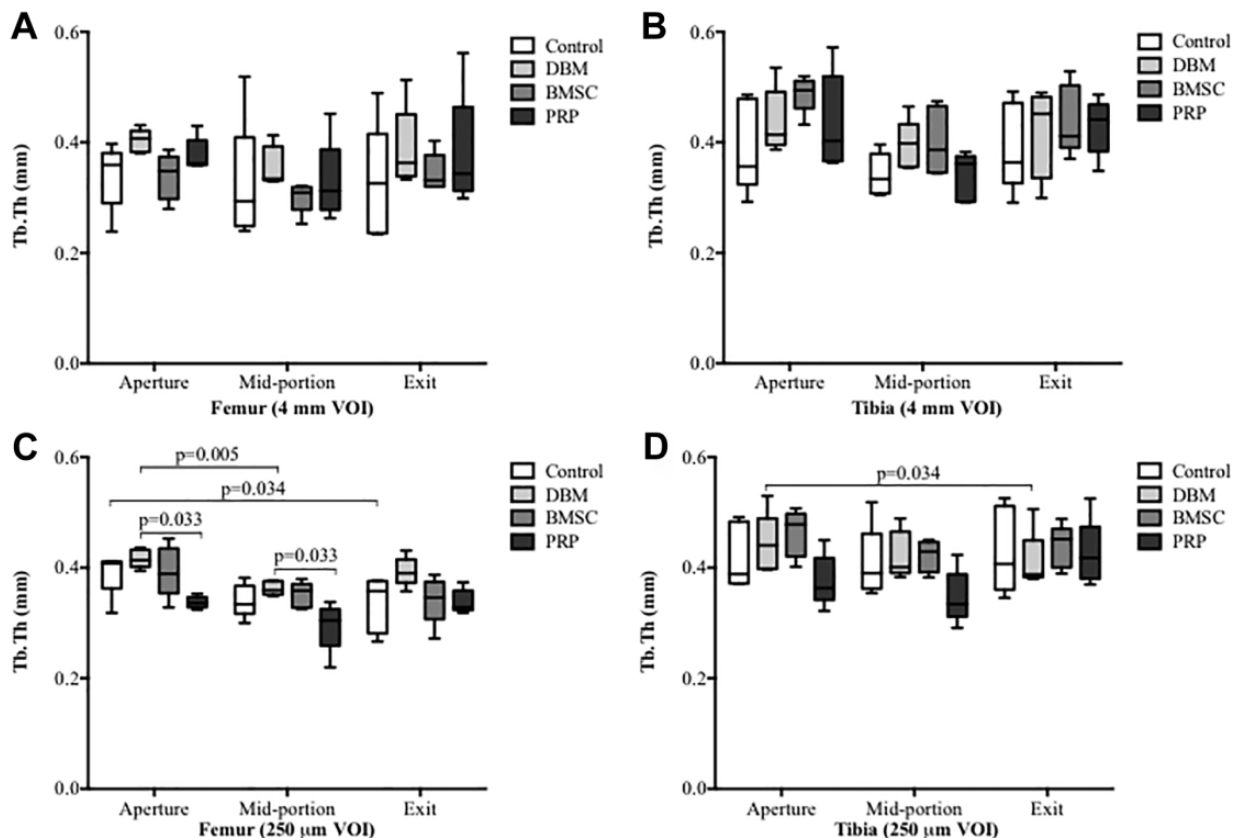 A
Tb.Th (mm)
0.6
0.4
0.2
0.0
Aperture Mid-portion Exit
Femur (4 mm VOI)
Control
DBM
BMSC
PRP
B
Tb.Th (mm)
0.6
0.4
0.2
0.0
Aperture Mid-portion Exit
Tibia (4 mm VOI)
Control
DBM
BMSC
PRP
C
Tb.Th (mm)
0.6
0.4
0.2
0.0
p=0.005
p=0.034
p=0.033
p=0.033
Aperture Mid-portion Exit
Femur (250 μm VOI)
Control
DBM
BMSC
PRP
D
Tb.Th (mm)
0.6
0.4
0.2
0.0
p=0.034
Aperture Mid-portion Exit
Tibia (250 μm VOI)
Control
DBM
BMSC
PRP